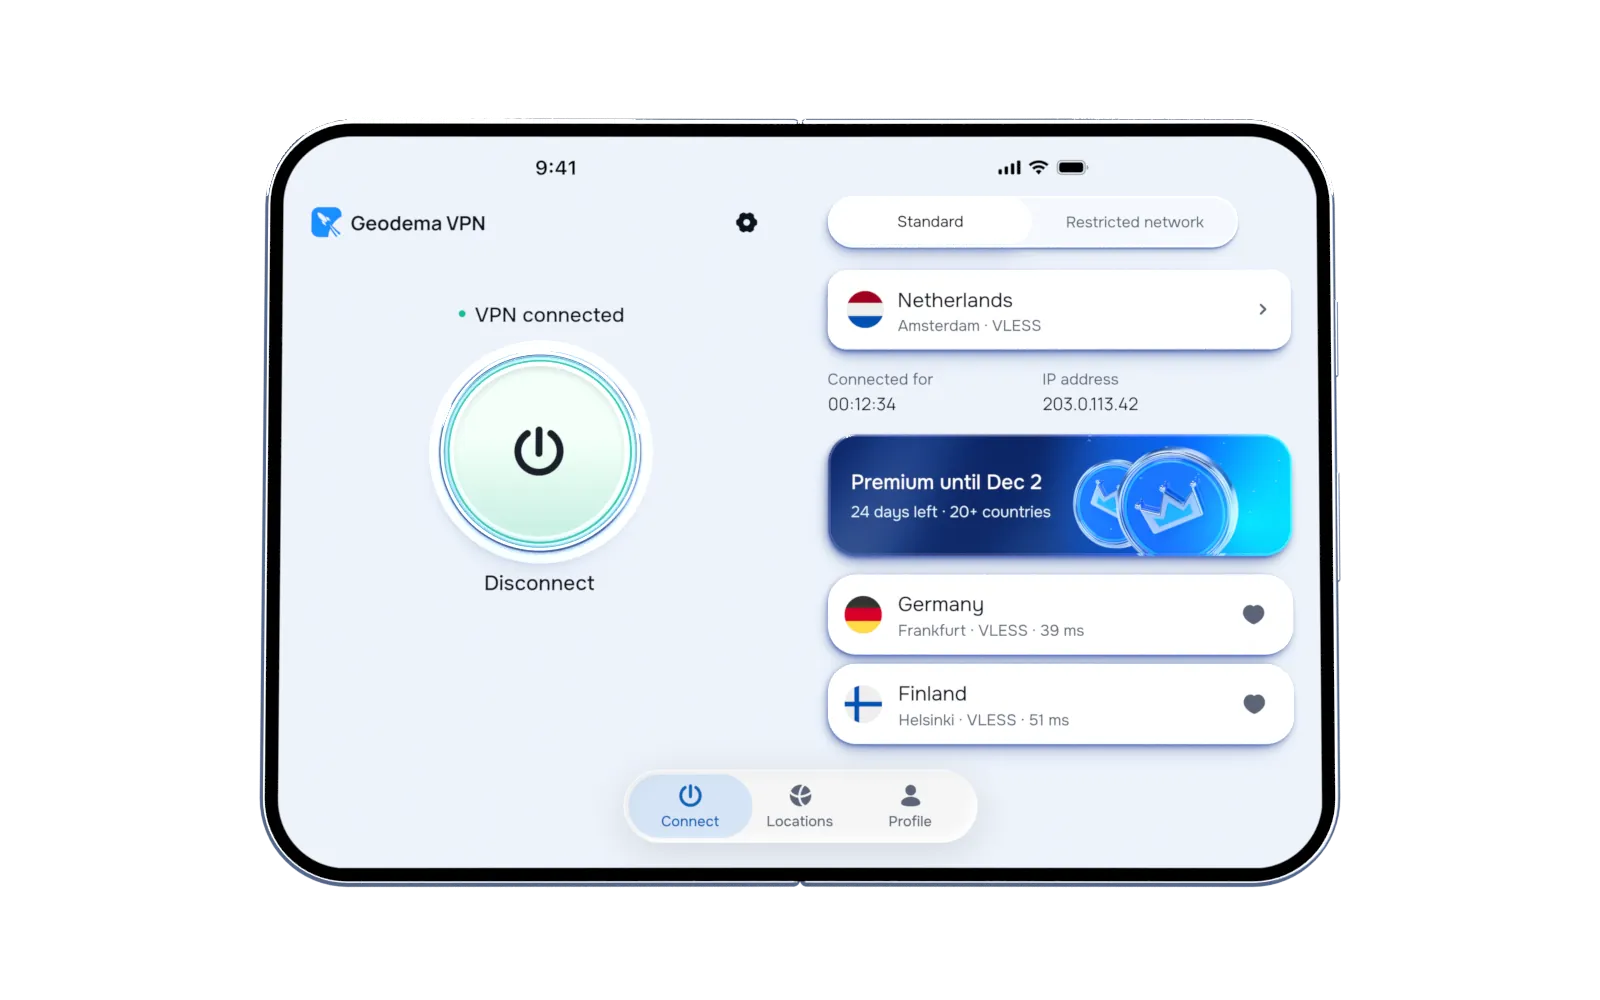 9:41
Geodema VPN
VPN connected
Disconnect
Standard
Restricted network
Netherlands
Amsterdam · VLESS
Connected for
00:12:34
IP address
203.0.113.42
Premium until Dec 2
24 days left · 20+ countries
Germany
Frankfurt · VLESS · 39 ms
Finland
Helsinki · VLESS · 51 ms
Connect
Locations
Profile